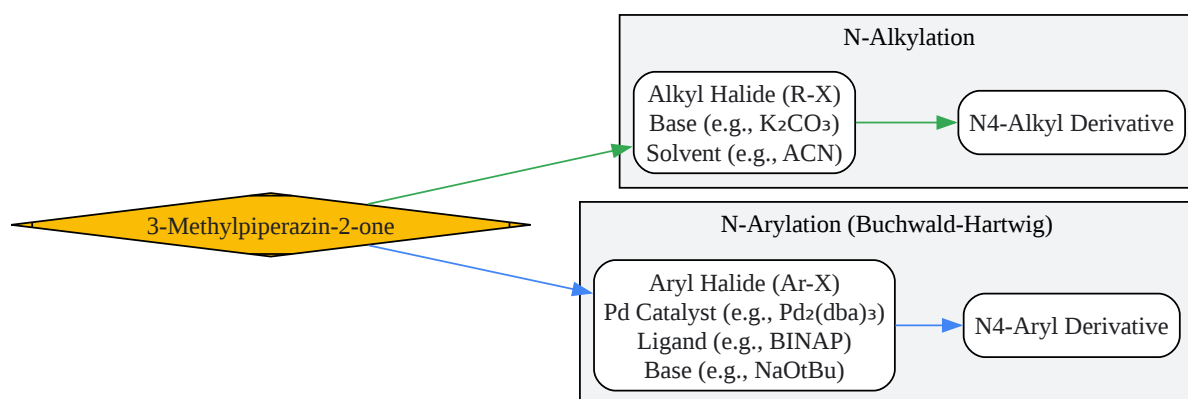 N-Alkylation
Alkyl Halide (R-X)
Base (e.g., K₂CO₃)
Solvent (e.g., ACN)
N4-Alkyl Derivative
3-Methylpiperazin-2-one
N-Arylation (Buchwald-Hartwig)
Aryl Halide (Ar-X)
Pd Catalyst (e.g., Pd₂(dba)₃)
Ligand (e.g., BINAP)
Base (e.g., NaOtBu)
N4-Aryl Derivative